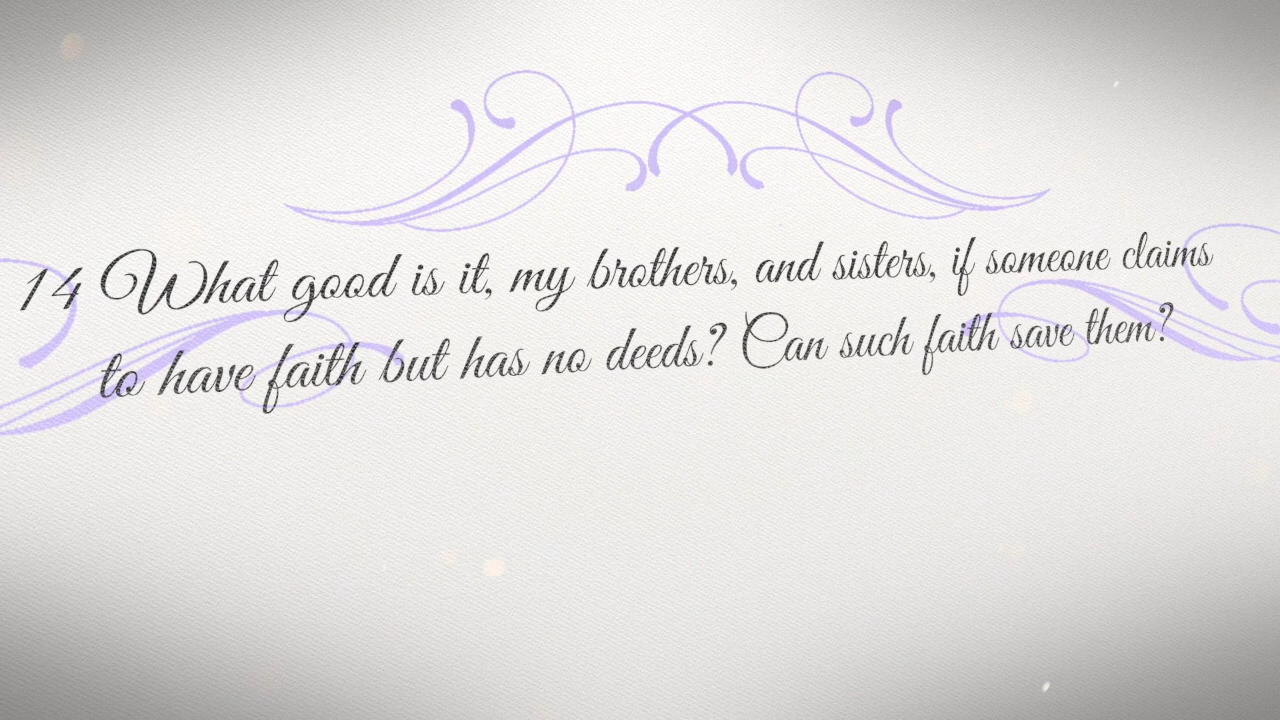 14 What good is it, my brothers, and sisters, if someone claims
to have faith but has no deeds? Can such faith save them?